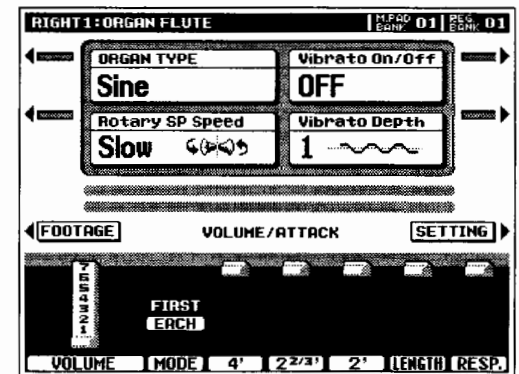 RIGHT1:ORGAN FLUTE
M.PAD BANK 01
REG. BANK 01
ORGAN TYPE
Sine
Vibrato On/Off
OFF
Rotary SP Speed
Slow
Vibrato Depth
1
FOOTAGE
VOLUME/ATTACK
SETTING
7
6
5
4
3
2
1
FIRST
EACH
VOLUME MODE 4' 2 2/3' 2' LENGTH RESP.